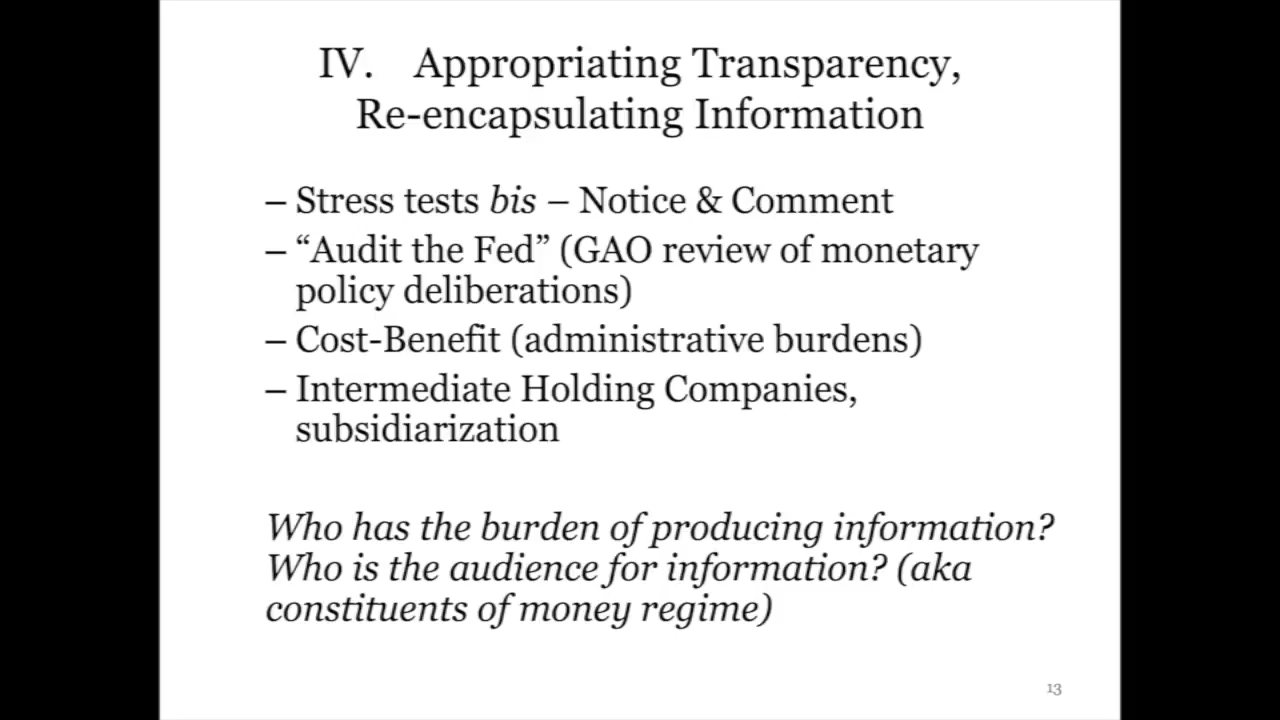 IV. Appropriating Transparency,
Re-encapsulating Information
– Stress tests bis – Notice & Comment
– “Audit the Fed” (GAO review of monetary
policy deliberations)
– Cost-Benefit (administrative burdens)
– Intermediate Holding Companies,
subsidiarization
Who has the burden of producing information?
Who is the audience for information? (aka
constituents of money regime)
13